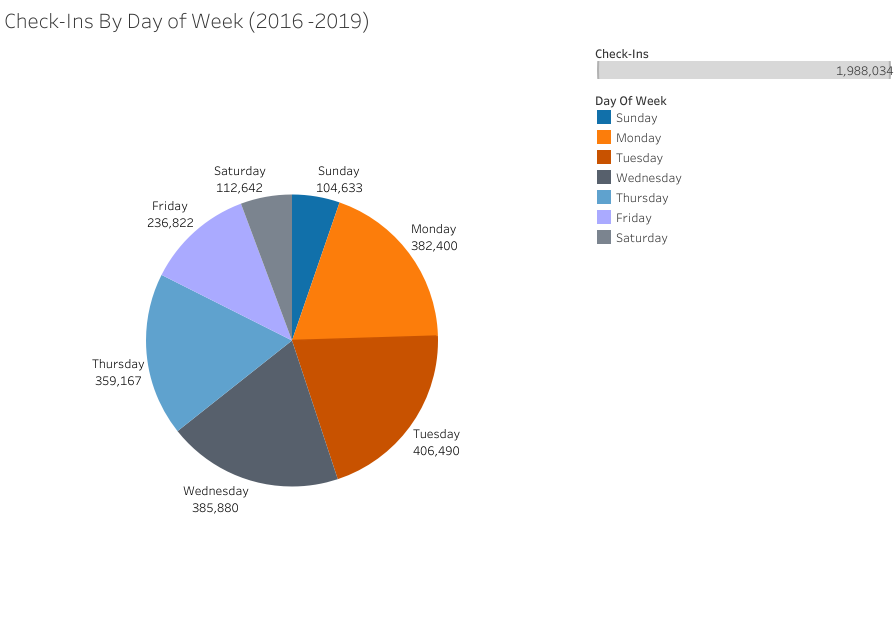 Check-Ins By Day of Week (2016 -2019)
Check-Ins
1,988,034
Day Of Week
Sunday
Monday
Tuesday
Wednesday
Thursday
Friday
Saturday
Saturday
112,642
Sunday
104,633
Friday
236,822
Monday
382,400
Thursday
359,167
Tuesday
406,490
Wednesday
385,880